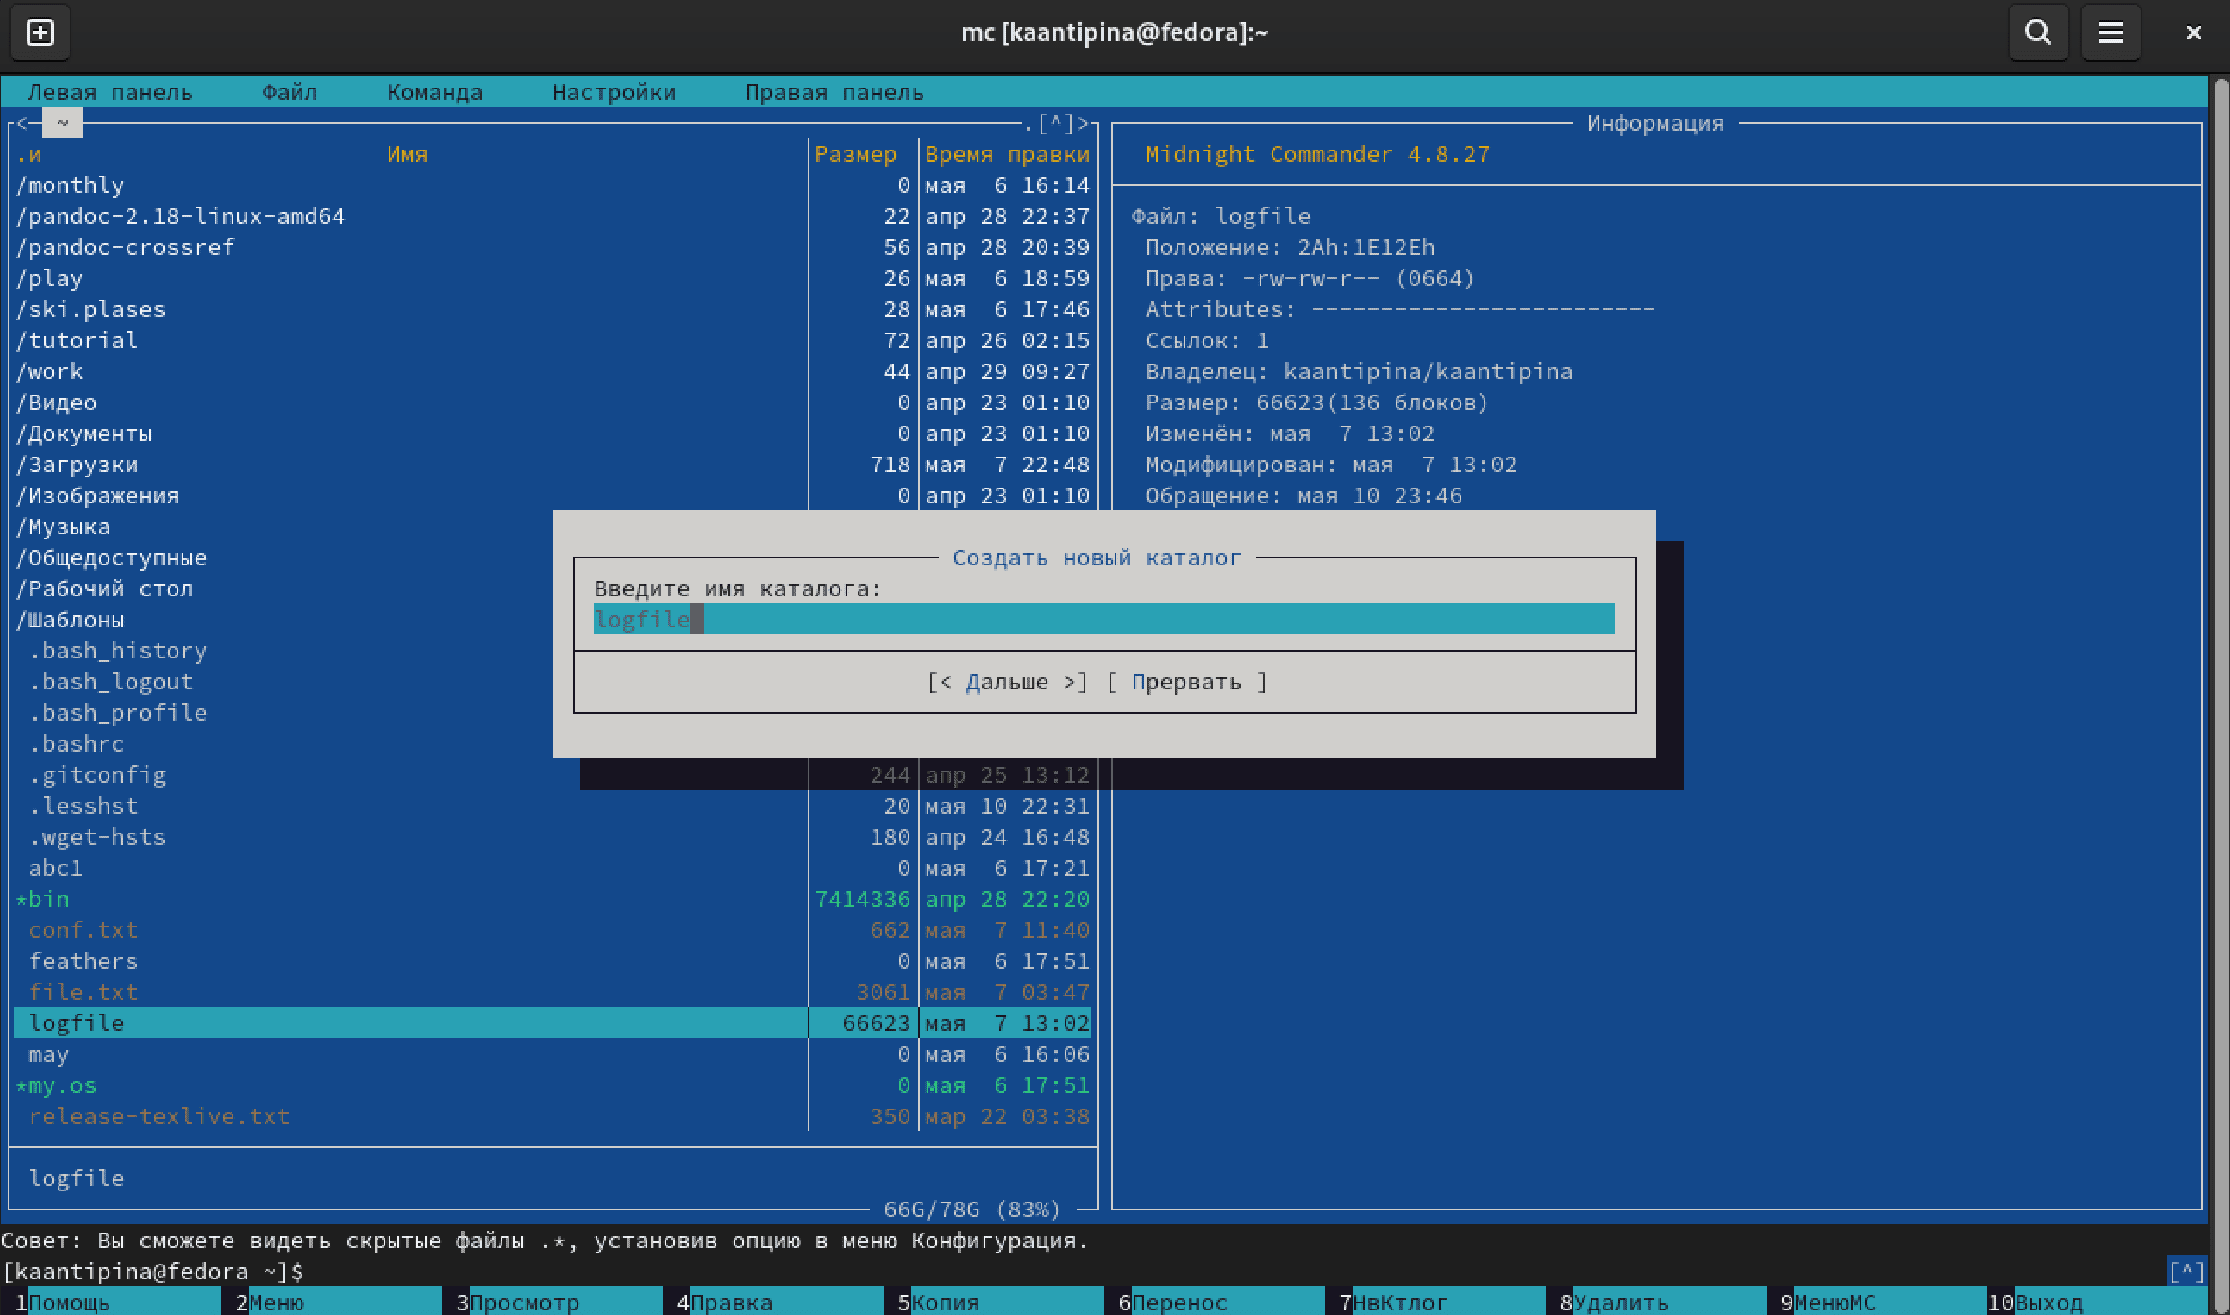 mc [kaantipina@fedora]:~
Левая панель Файл Команда Настройки Правая панель
<- ~ .[^]> Информация
.и Имя Размер Время правки Midnight Commander 4.8.27
/monthly 0 мая 6 16:14
/pandoc-2.18-linux-amd64 22 апр 28 22:37 Файл: logfile
/pandoc-crossref 56 апр 28 20:39 Положение: 2Ah:1E12Eh
/play 26 мая 6 18:59 Права: -rw-rw-r-- (0664)
/ski.plases 28 мая 6 17:46 Attributes: -------------------------
/tutorial 72 апр 26 02:15 Ссылок: 1
/work 44 апр 29 09:27 Владелец: kaantipina/kaantipina
/Видео 0 апр 23 01:10 Размер: 66623(136 блоков)
/Документы 0 апр 23 01:10 Изменён: мая 7 13:02
/Загрузки 718 мая 7 22:48 Модифицирован: мая 7 13:02
/Изображения 0 апр 23 01:10 Обращение: мая 10 23:46
/Музыка
/Общедоступные Создать новый каталог
/Рабочий стол Введите имя каталога:
/Шаблоны logfile
.bash_history
.bash_logout [< Дальше >] [ Прервать ]
.bash_profile
.bashrc
.gitconfig 244 апр 25 13:12
.lesshst 20 мая 10 22:31
.wget-hsts 180 апр 24 16:48
abc1 0 мая 6 17:21
*bin 7414336 апр 28 22:20
conf.txt 662 мая 7 11:40
feathers 0 мая 6 17:51
file.txt 3061 мая 7 03:47
logfile 66623 мая 7 13:02
may 0 мая 6 16:06
*my.os 0 мая 6 17:51
release-texlive.txt 350 мар 22 03:38
logfile
66G/78G (83%)
Совет: Вы сможете видеть скрытые файлы .*, установив опцию в меню Конфигурация.
[kaantipina@fedora ~]$ [^]
1Помощь 2Меню 3Просмотр 4Правка 5Копия 6Перенос 7НвКтлог 8Удалить 9МенюМС 10Выход